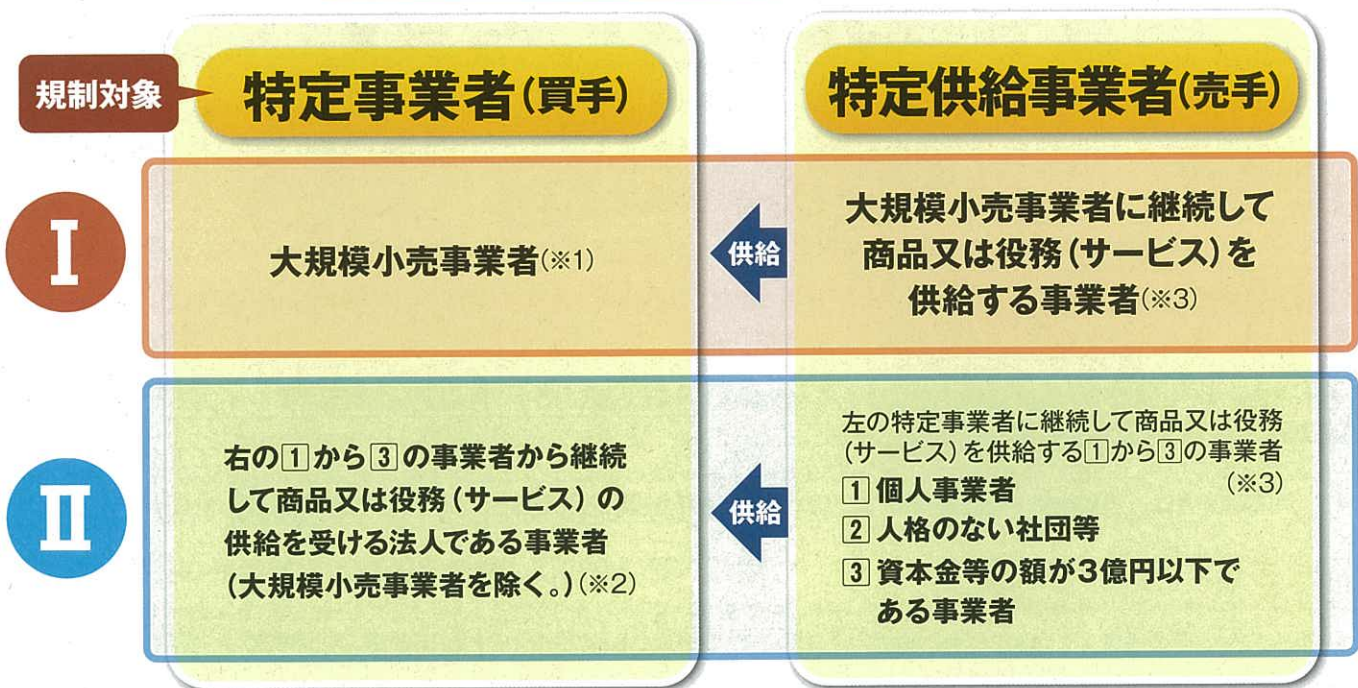 規制対象
特定事業者(買手)
特定供給事業者(売手)
I
大規模小売事業者(※1)
供給
大規模小売事業者に継続して
商品又は役務(サービス)を
供給する事業者(※3)
II
右の1から3の事業者から継続
して商品又は役務(サービス)の
供給を受ける法人である事業者
(大規模小売事業者を除く。)(※2)
供給
左の特定事業者に継続して商品又は役務
(サービス)を供給する1から3の事業者
(※3)
1 個人事業者
2 人格のない社団等
3 資本金等の額が3億円以下で
ある事業者